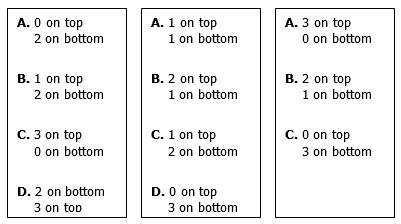 A. 0 on top
2 on bottom
B. 1 on top
2 on bottom
C. 3 on top
0 on bottom
D. 2 on bottom
3 on top
A. 1 on top
1 on bottom
B. 2 on top
1 on bottom
C. 1 on top
2 on bottom
D. 0 on top
3 on bottom
A. 3 on top
0 on bottom
B. 2 on top
1 on bottom
C. 0 on top
3 on bottom